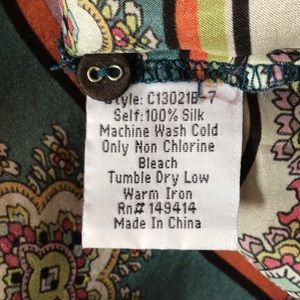 Style: C13021B-7
Self:100% Silk
Machine Wash Cold
Only Non Chlorine
Bleach
Tumble Dry Low
Warm Iron
Rn# 149414
Made In China